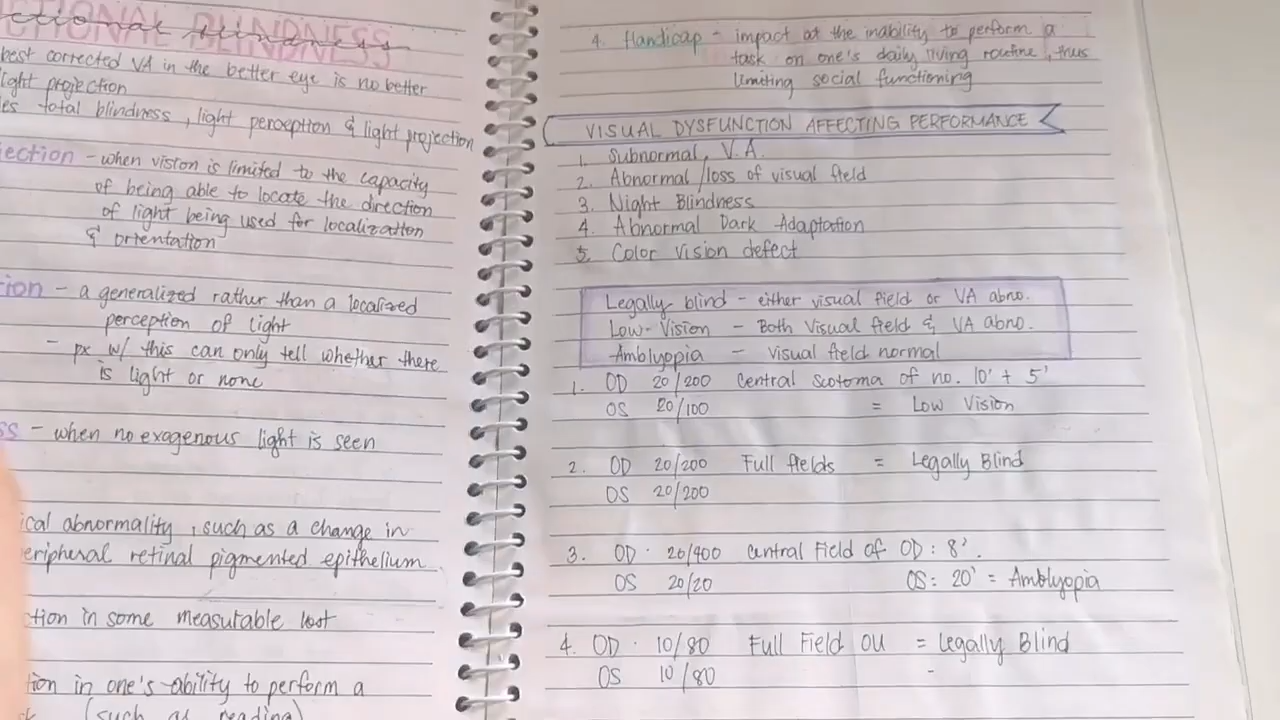 CTIONAL BLINDNESS
best corrected VA in the better eye is no better
light projection
les total blindness, light perception & light projection
jection - when vision is limited to the capacity
of being able to locate the direction
of light being used for localization
& orientation
tion - a generalized rather than a localized
perception of light
- px w/ this can only tell whether there
is light or none
ss - when no exogenous light is seen
ical abnormality, such as a change in
eripheral retinal pigmented epithelium
ction in some measurable lost
tion in one's ability to perform a
(such as reading)
4. Handicap - impact of the inability to perform a
task on one's daily living routine, thus
limiting social functioning
VISUAL DYSFUNCTION AFFECTING PERFORMANCE
1. Subnormal V.A.
2. Abnormal/loss of visual field
3. Night Blindness
4. Abnormal Dark Adaptation
5. Color Vision defect
Legally blind - either visual field or VA abno.
Low-Vision - Both Visual field & VA abno.
Amblyopia - Visual field normal
1. OD 20/200 Central Scotoma of no. 10' + 5'
OS 20/100 = Low Vision
2. OD 20/200 Full fields = Legally Blind
OS 20/200
3. OD. 20/400 Central Field of OD: 8'.
OS 20/20 OS: 20' = Amblyopia
4. OD. 10/80 Full Field OU = Legally Blind
OS 10/80 -